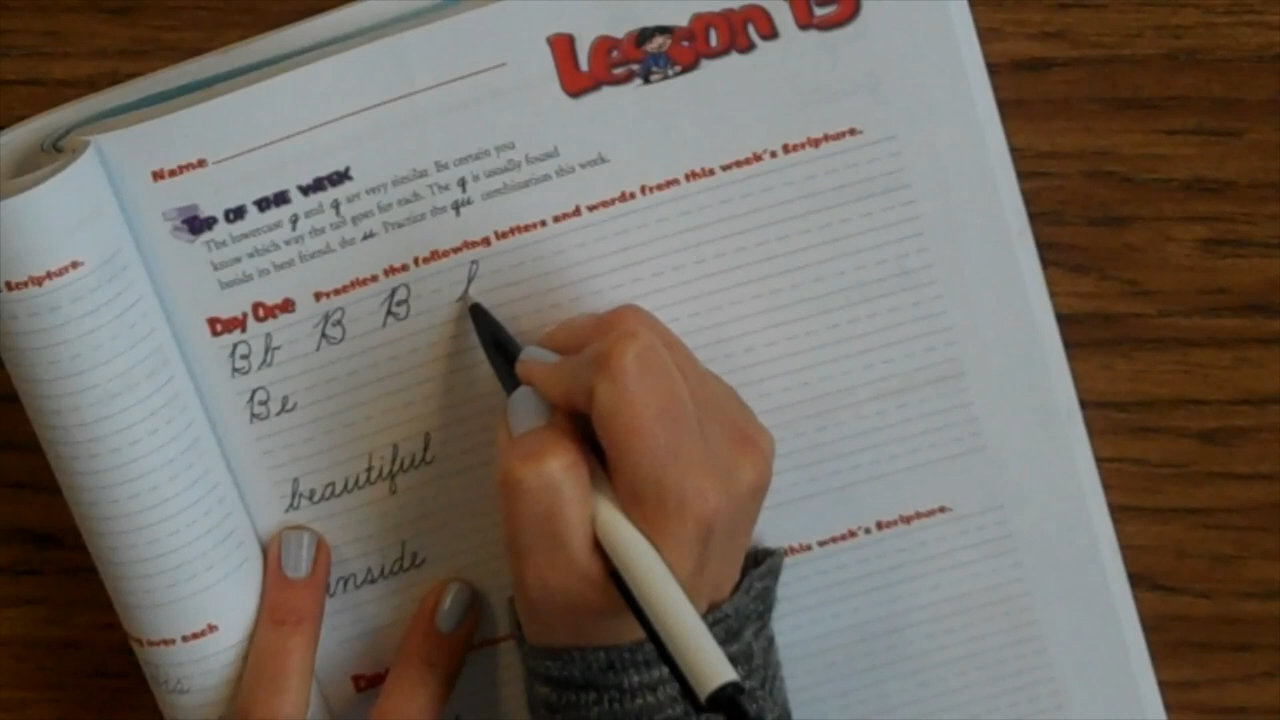 Lesson 13
Name
TIP OF THE WEEK
The lowercase g and q are very similar. Be certain you
know which way the tail goes for each. The q is usually found
beside its best friend, the u. Practice the qu combination this week.
Day One Practice the following letters and words from this week's Scripture.
Bb B B
Be
beautiful
inside
Scripture.
this week's Scripture.
over each